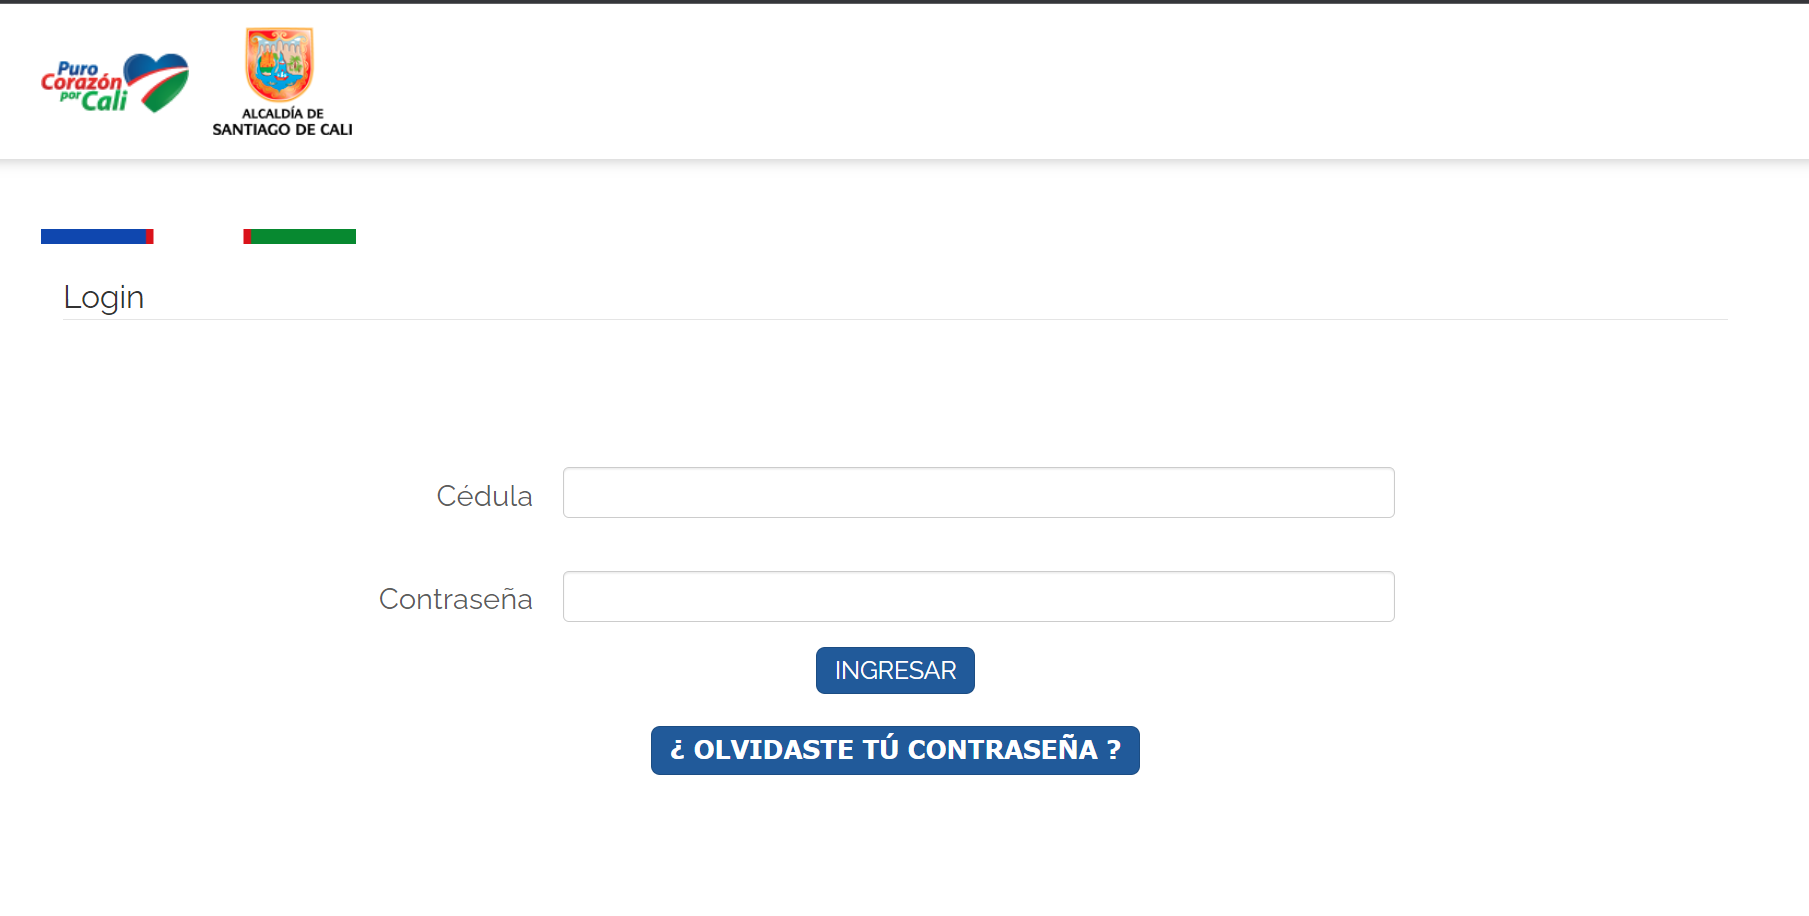 Puro
Corazón
por Cali
ALCALDÍA DE
SANTIAGO DE CALI
Login
Cédula
Contraseña
INGRESAR
¿ OLVIDASTE TÚ CONTRASEÑA ?